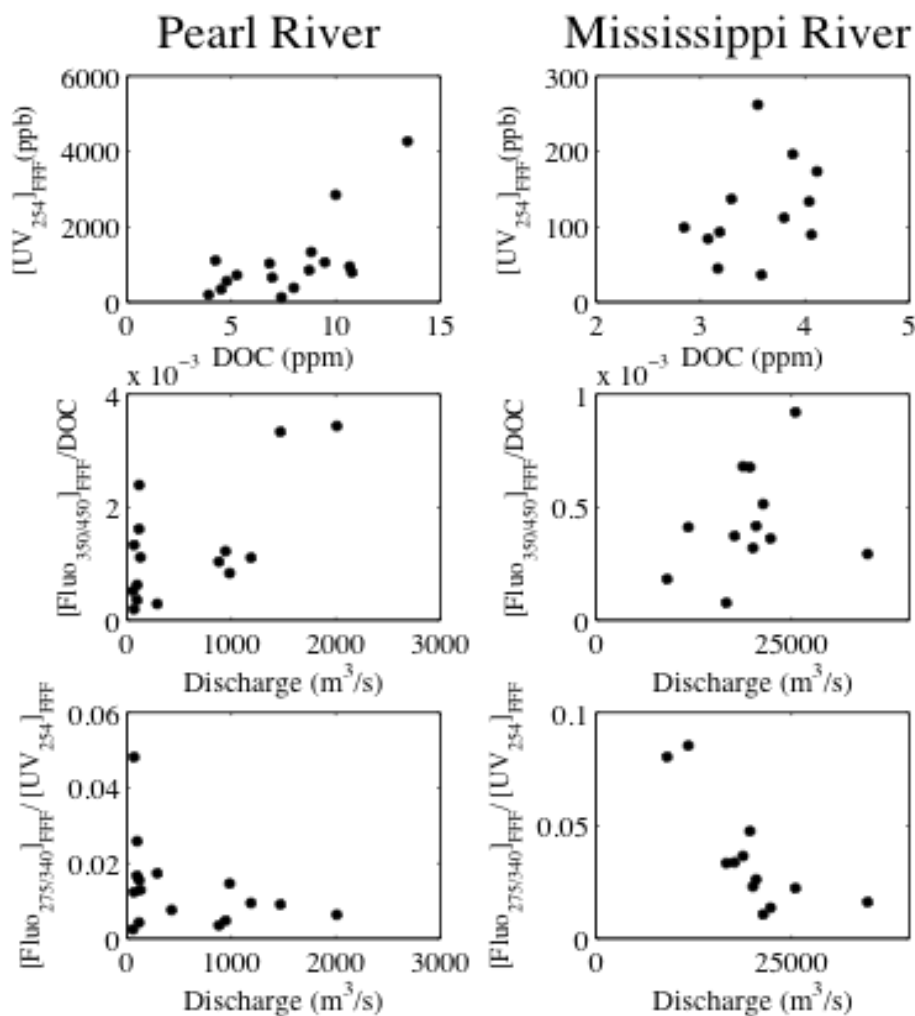 Pearl River
Mississippi River
[UV254]FFF(ppb)
6000
4000
2000
0
0 5 10 15
DOC (ppm)
[UV254]FFF(ppb)
300
200
100
0
2 3 4 5
DOC (ppm)
x 10−3
[Fluo350/450]FFF/DOC
4
2
0
0 1000 2000 3000
Discharge (m3/s)
x 10−3
[Fluo350/450]FFF/DOC
1
0.5
0
0 25000
Discharge (m3/s)
[Fluo275/340]FFF/ [UV254]FFF
0.06
0.04
0.02
0
0 1000 2000 3000
Discharge (m3/s)
[Fluo275/340]FFF/ [UV254]FFF
0.1
0.05
0
0 25000
Discharge (m3/s)